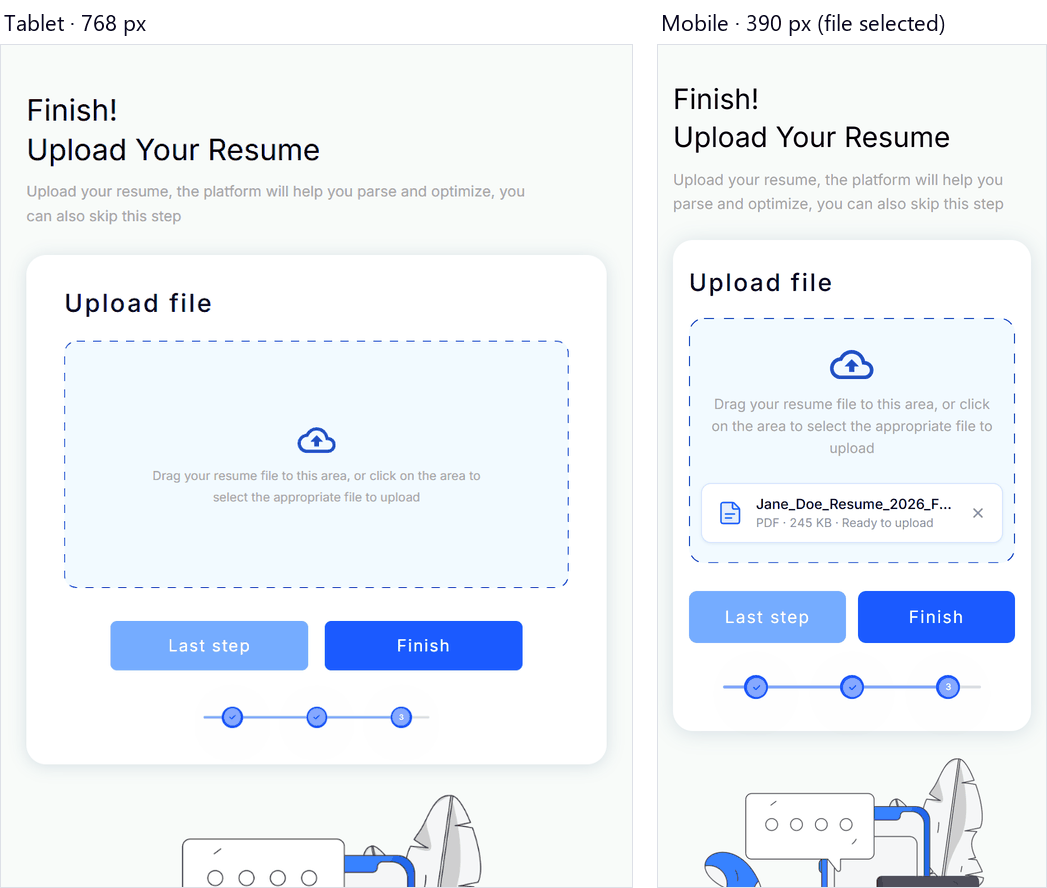 Tablet · 768 px
Finish!
Upload Your Resume
Upload your resume, the platform will help you parse and optimize, you
can also skip this step
Upload file
Drag your resume file to this area, or click on the area to
select the appropriate file to upload
Last step
Finish
3
Mobile · 390 px (file selected)
Finish!
Upload Your Resume
Upload your resume, the platform will help you
parse and optimize, you can also skip this step
Upload file
Drag your resume file to this area, or click
on the area to select the appropriate file to
upload
Jane_Doe_Resume_2026_F...
PDF · 245 KB · Ready to upload
Last step
Finish
3